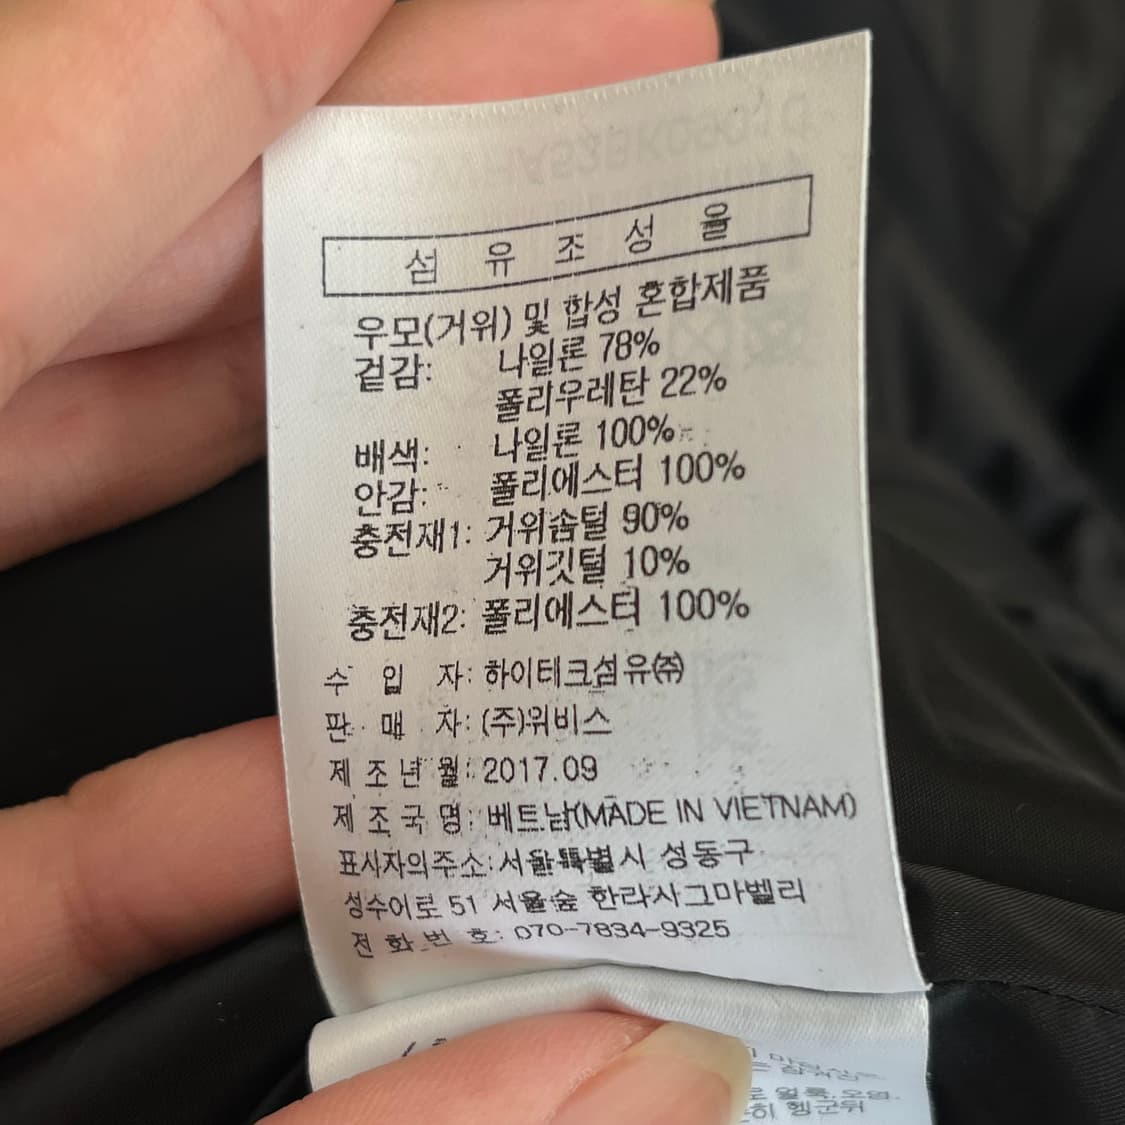 섬유조성율
우모(거위) 및 합성 혼합제품
겉감: 나일론 78%
폴리우레탄 22%
배색: 나일론 100%
안감: 폴리에스터 100%
충전재1: 거위솜털 90%
거위깃털 10%
충전재2: 폴리에스터 100%
수 입 자: 하이테크섬유㈜
판 매 자: (주)위비스
제조년월: 2017.09
제조국명: 베트남(MADE IN VIETNAM)
표시자의주소: 서울특별시 성동구
성수이로 51 서울숲 한라시그마밸리
전화번호: 070-7834-9325